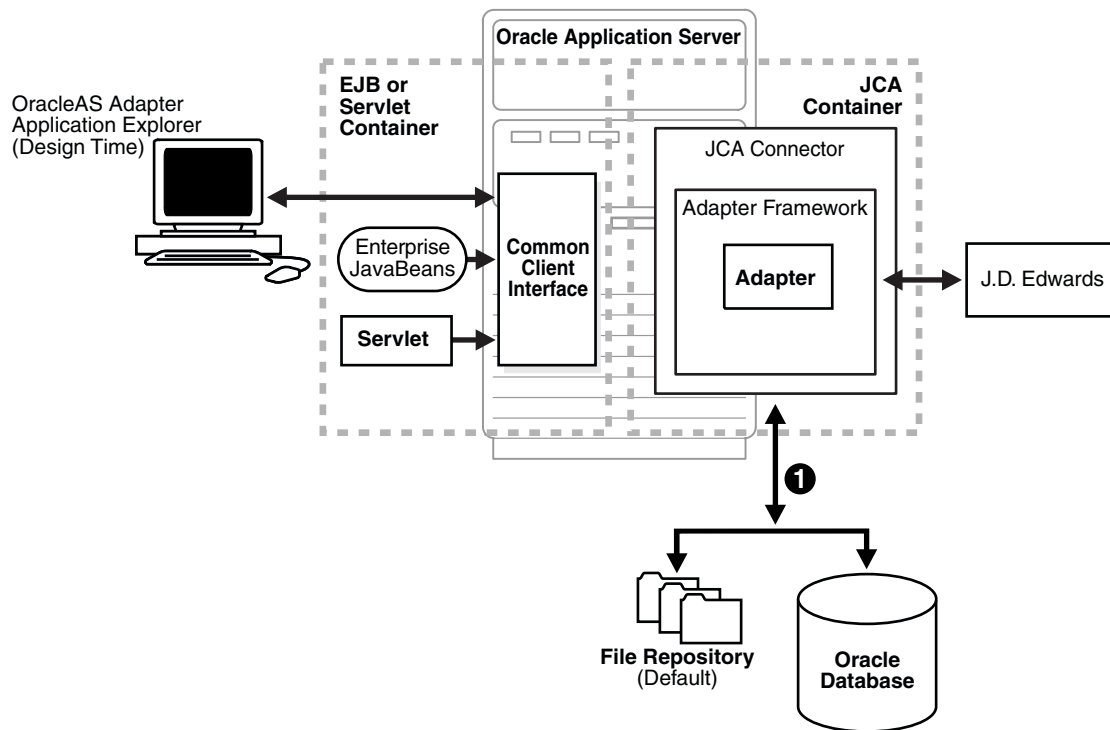 Oracle Application Server
EJB or
Servlet
Container
JCA
Container
OracleAS Adapter
Application Explorer
(Design Time)
JCA Connector
Adapter Framework
Adapter
Enterprise
JavaBeans
Common
Client
Interface
Servlet
J.D. Edwards
1
File Repository
(Default)
Oracle
Database